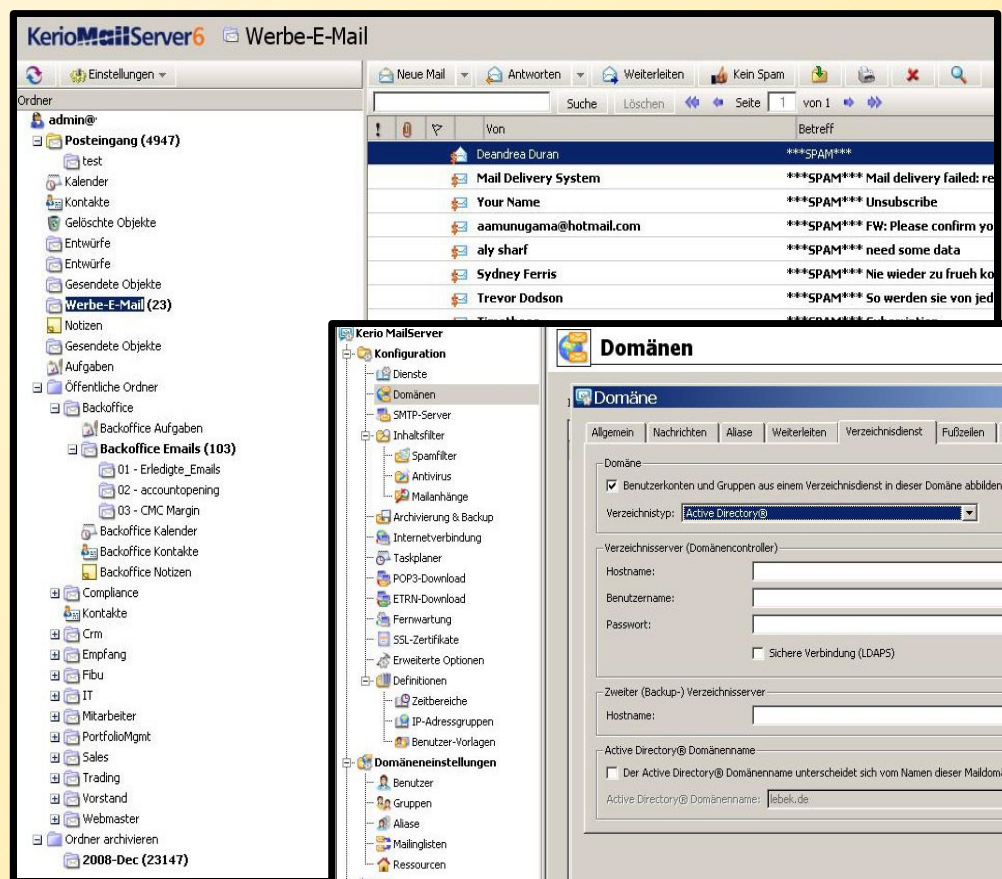 KerioMailServer6 Werbe-E-Mail
Einstellungen
Neue Mail Antworten Weiterleiten Kein Spam
Ordner
Suche Löschen Seite 1 von 1
admin@
Posteingang (4947)
test
Kalender
Kontakte
Gelöschte Objekte
Entwürfe
Entwürfe
Gesendete Objekte
Werbe-E-Mail (23)
Notizen
Gesendete Objekte
Aufgaben
Öffentliche Ordner
Backoffice
Backoffice Aufgaben
Backoffice Emails (103)
01 - Erledigte_Emails
02 - accountopening
03 - CMC Margin
Backoffice Kalender
Backoffice Kontakte
Backoffice Notizen
Compliance
Kontakte
Crm
Empfang
Fibu
IT
Mitarbeiter
PortfolioMgmt
Sales
Trading
Vorstand
Webmaster
Ordner archivieren
2008-Dec (23147)
! Von Betreff
Deandrea Duran ***SPAM***
Mail Delivery System ***SPAM*** Mail delivery failed: re
Your Name ***SPAM*** Unsubscribe
aamunugama@hotmail.com ***SPAM*** FW: Please confirm yo
aly sharf ***SPAM*** need some data
Sydney Ferris ***SPAM*** Nie wieder zu frueh ko
Trevor Dodson ***SPAM*** So werden sie von jed
Kerio MailServer
Konfiguration
Dienste
Domänen
SMTP-Server
Inhaltsfilter
Spamfilter
Antivirus
Mailanhänge
Archivierung & Backup
Internetverbindung
Taskplaner
POP3-Download
ETRN-Download
Fernwartung
SSL-Zertifikate
Erweiterte Optionen
Definitionen
Zeitbereiche
IP-Adressgruppen
Benutzer-Vorlagen
Domäneneinstellungen
Benutzer
Gruppen
Aliase
Mailinglisten
Ressourcen
Domänen
Domäne
Allgemein Nachrichten Aliase Weiterleiten Verzeichnisdienst Fußzeilen
Domäne
Benutzerkonten und Gruppen aus einem Verzeichnisdienst in dieser Domäne abbilden
Verzeichnistyp: Active Directory®
Verzeichnisserver (Domänencontroller)
Hostname:
Benutzername:
Passwort:
Sichere Verbindung (LDAPS)
Zweiter (Backup-) Verzeichnisserver
Hostname:
Active Directory® Domänenname
Der Active Directory® Domänenname unterscheidet sich vom Namen dieser Maildoma
Active Directory® Domänenname: lebek.de